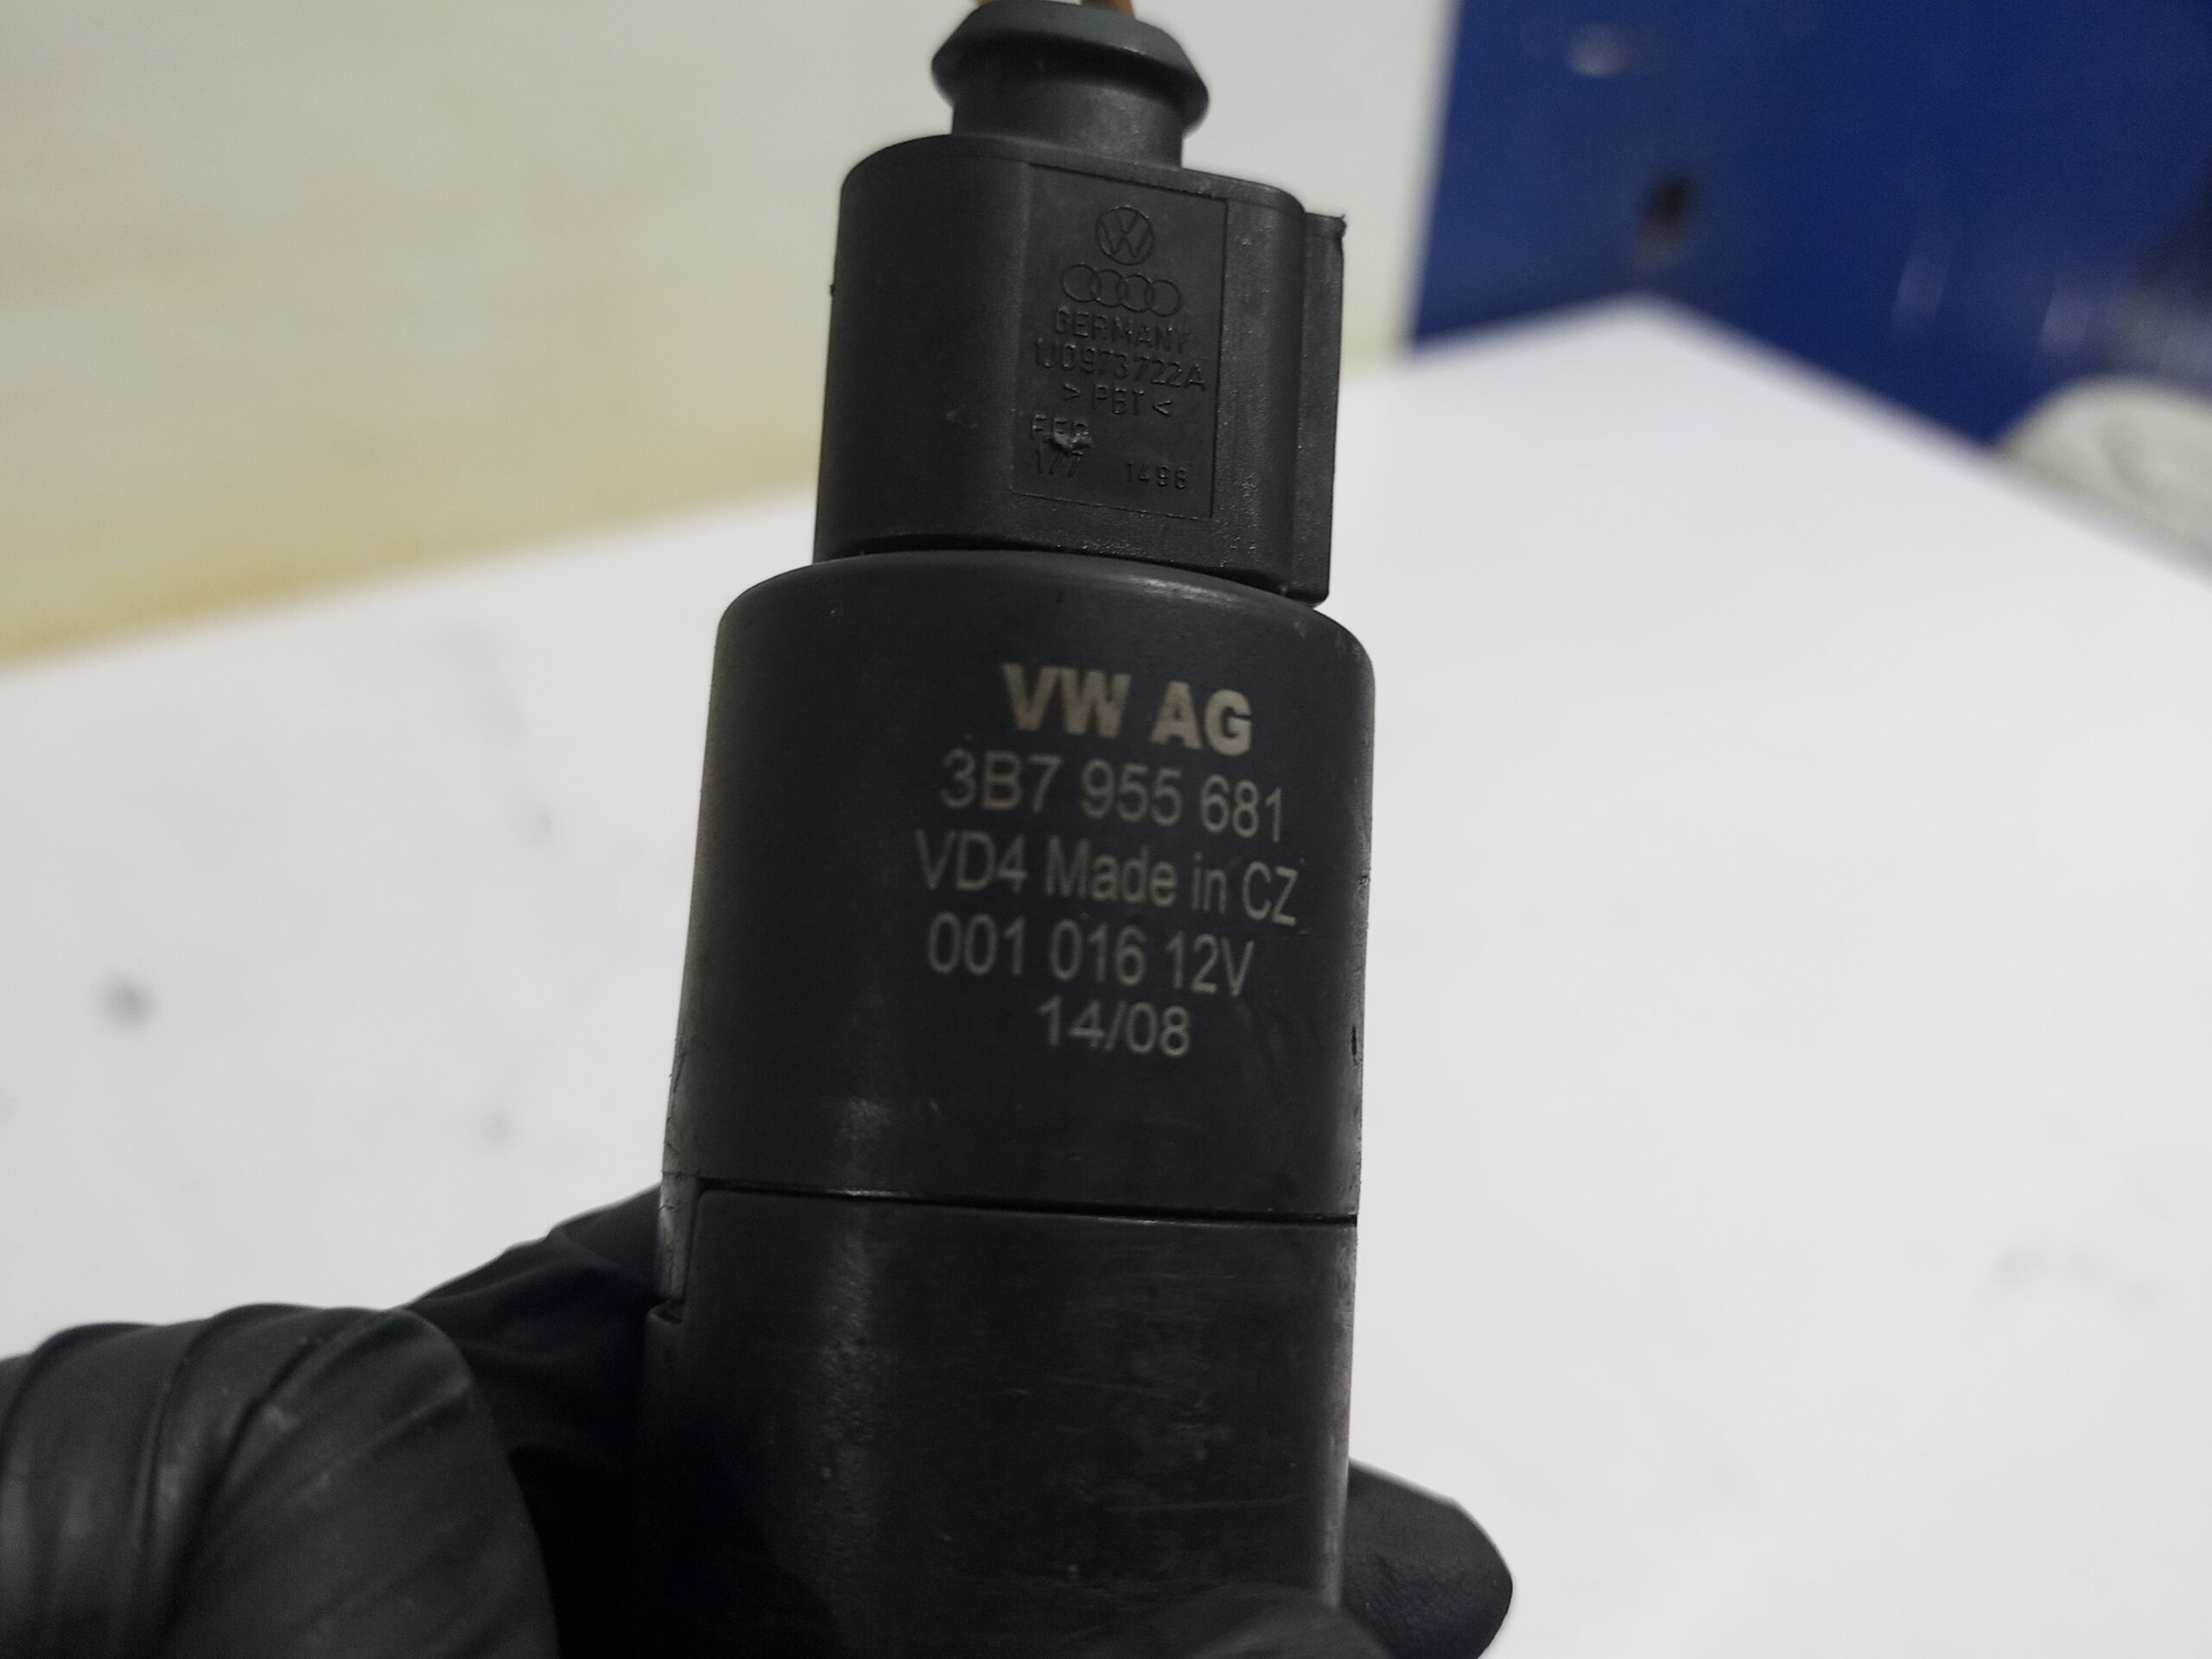 GERMANY
1J0973722A
> PBT <
1498
VW AG
3B7 955 681
VD4 Made in CZ
001 016 12V
14/08